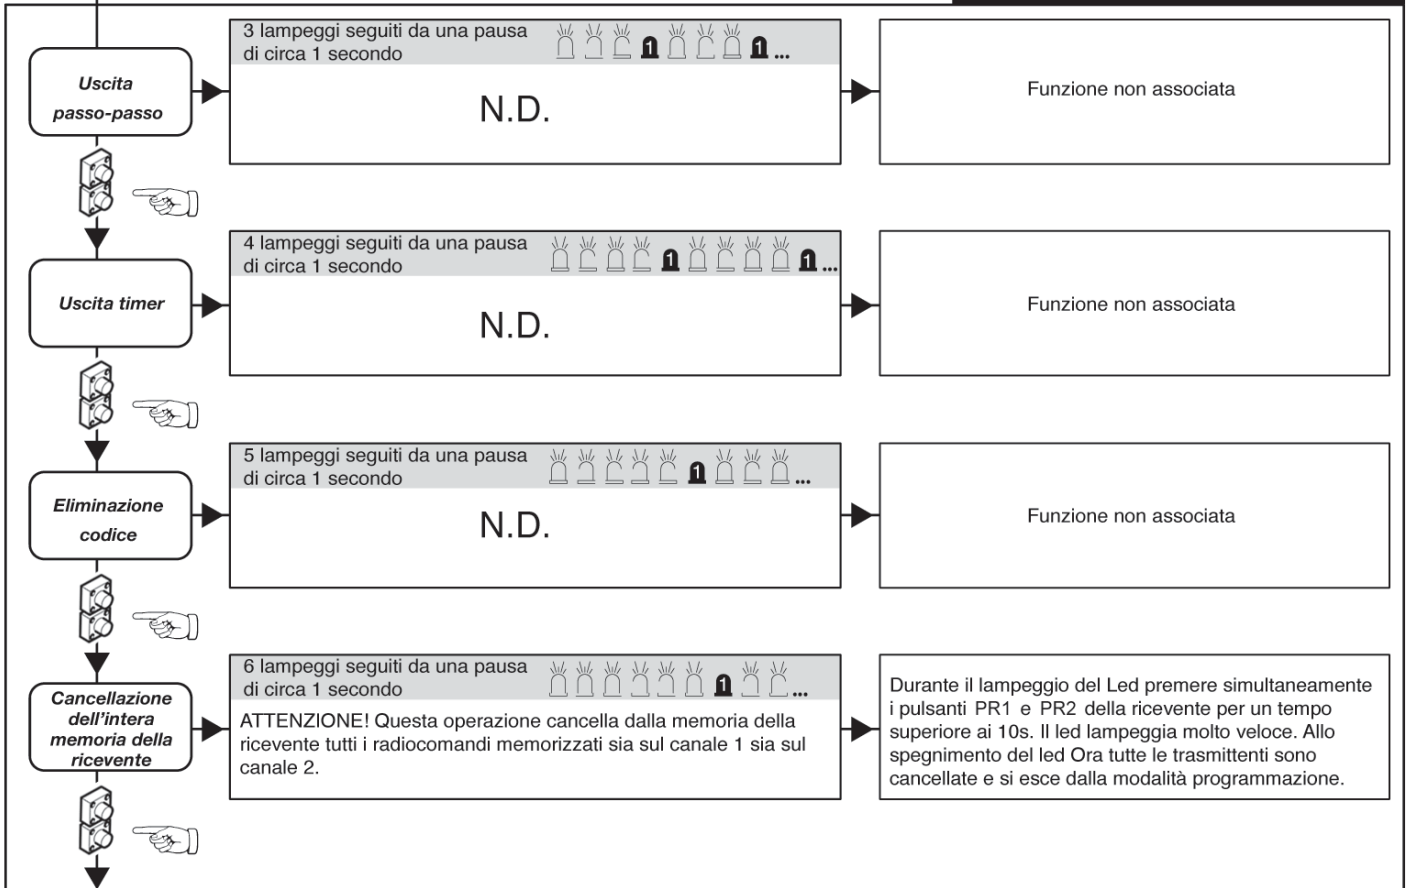 3 lampeggi seguiti da una pausa
di circa 1 secondo
1
1
...
Uscita
passo-passo
N.D.
Funzione non associata
4 lampeggi seguiti da una pausa
di circa 1 secondo
1
1
...
Uscita timer
N.D.
Funzione non associata
5 lampeggi seguiti da una pausa
di circa 1 secondo
1
...
Eliminazione
codice
N.D.
Funzione non associata
6 lampeggi seguiti da una pausa
di circa 1 secondo
1
...
Cancellazione
dell'intera
memoria della
ricevente
ATTENZIONE! Questa operazione cancella dalla memoria della
ricevente tutti i radiocomandi memorizzati sia sul canale 1 sia sul
canale 2.
Durante il lampeggio del Led premere simultaneamente
i pulsanti PR1 e PR2 della ricevente per un tempo
superiore ai 10s. Il led lampeggia molto veloce. Allo
spegnimento del led Ora tutte le trasmittenti sono
cancellate e si esce dalla modalità programmazione.